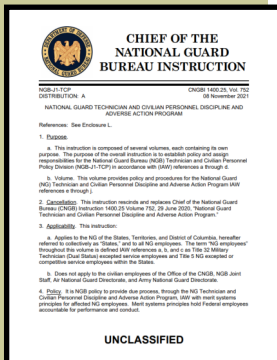 CHIEF OF THE
NATIONAL GUARD
BUREAU INSTRUCTION
NGB-J1-TCP
CNGBI 1400.25, Vol. 752
DISTRIBUTION: A
08 November 2021
NATIONAL GUARD TECHNICIAN AND CIVILIAN PERSONNEL DISCIPLINE AND
ADVERSE ACTION PROGRAM
References: See Enclosure L.
1. Purpose.
a. This instruction is composed of several volumes, each containing its own
purpose. The purpose of the overall instruction is to establish policy and assign
responsibilities for the National Guard Bureau (NGB) Technician and Civilian Personnel
Policy Division (NGB-J1-TCP) in accordance with (IAW) references a through d.
b. Volume. This volume provides policy and procedures for the National Guard
(NG) Technician and Civilian Personnel Discipline and Adverse Action Program IAW
references e through j.
2. Cancellation. This instruction rescinds and replaces Chief of the National Guard
Bureau (CNGB) Instruction 1400.25 Volume 752, 29 June 2020, "National Guard
Technician and Civilian Personnel Discipline and Adverse Action Program."
3. Applicability. This instruction:
a. Applies to the NG of the States, Territories, and District of Columbia, hereafter
referred to collectively as "States," and to all NG employees. The term "NG employees"
throughout this volume is defined IAW references a, b, and c as Title 32 Military
Technician (Dual Status) excepted service employees and Title 5 NG excepted or
competitive service employees within the States.
b. Does not apply to the civilian employees of the Office of the CNGB, NGB Joint
Staff, Air National Guard Directorate, and Army National Guard Directorate.
4. Policy. It is NGB policy to provide due process, through the NG Technician and
Civilian Personnel Discipline and Adverse Action Program, IAW with merit systems
principles for affected NG employees. Merit systems principles hold Federal employees
accountable for performance and conduct.
UNCLASSIFIED